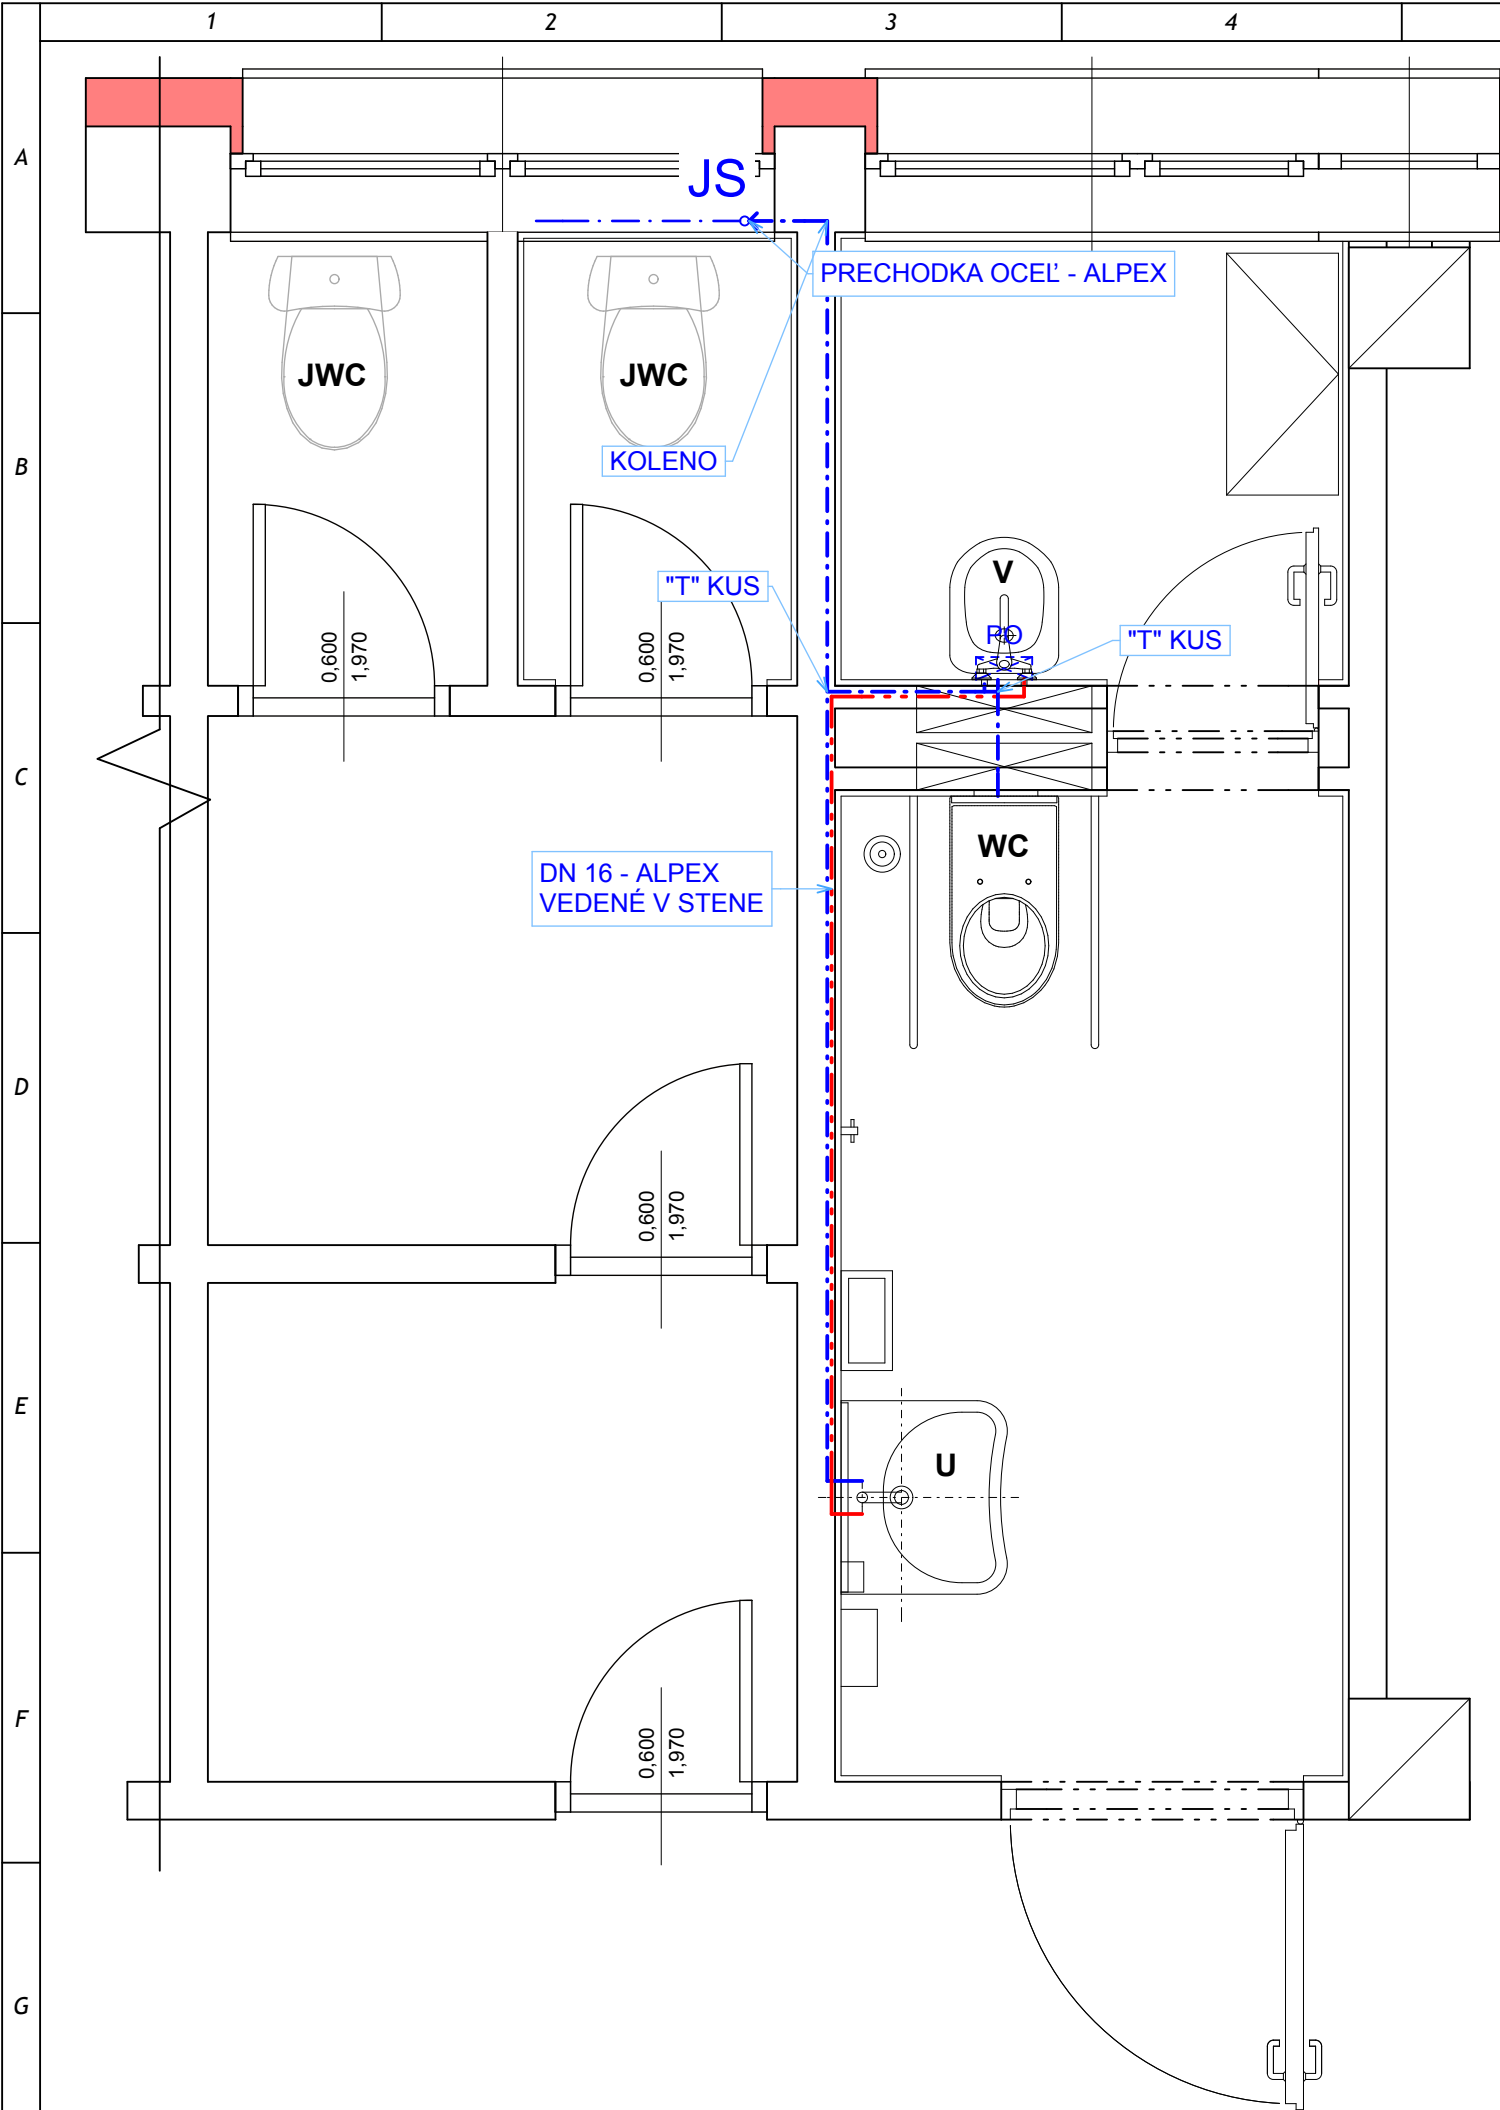 1
2
3
4
A
JS
PRECHODKA OCEĽ - ALPEX
JWC
JWC
B
KOLENO
V
"T" KUS
PO
"T" KUS
0,600
1,970
0,600
1,970
C
WC
DN 16 - ALPEX
VEDENÉ V STENE
D
0,600
1,970
E
U
F
0,600
1,970
G